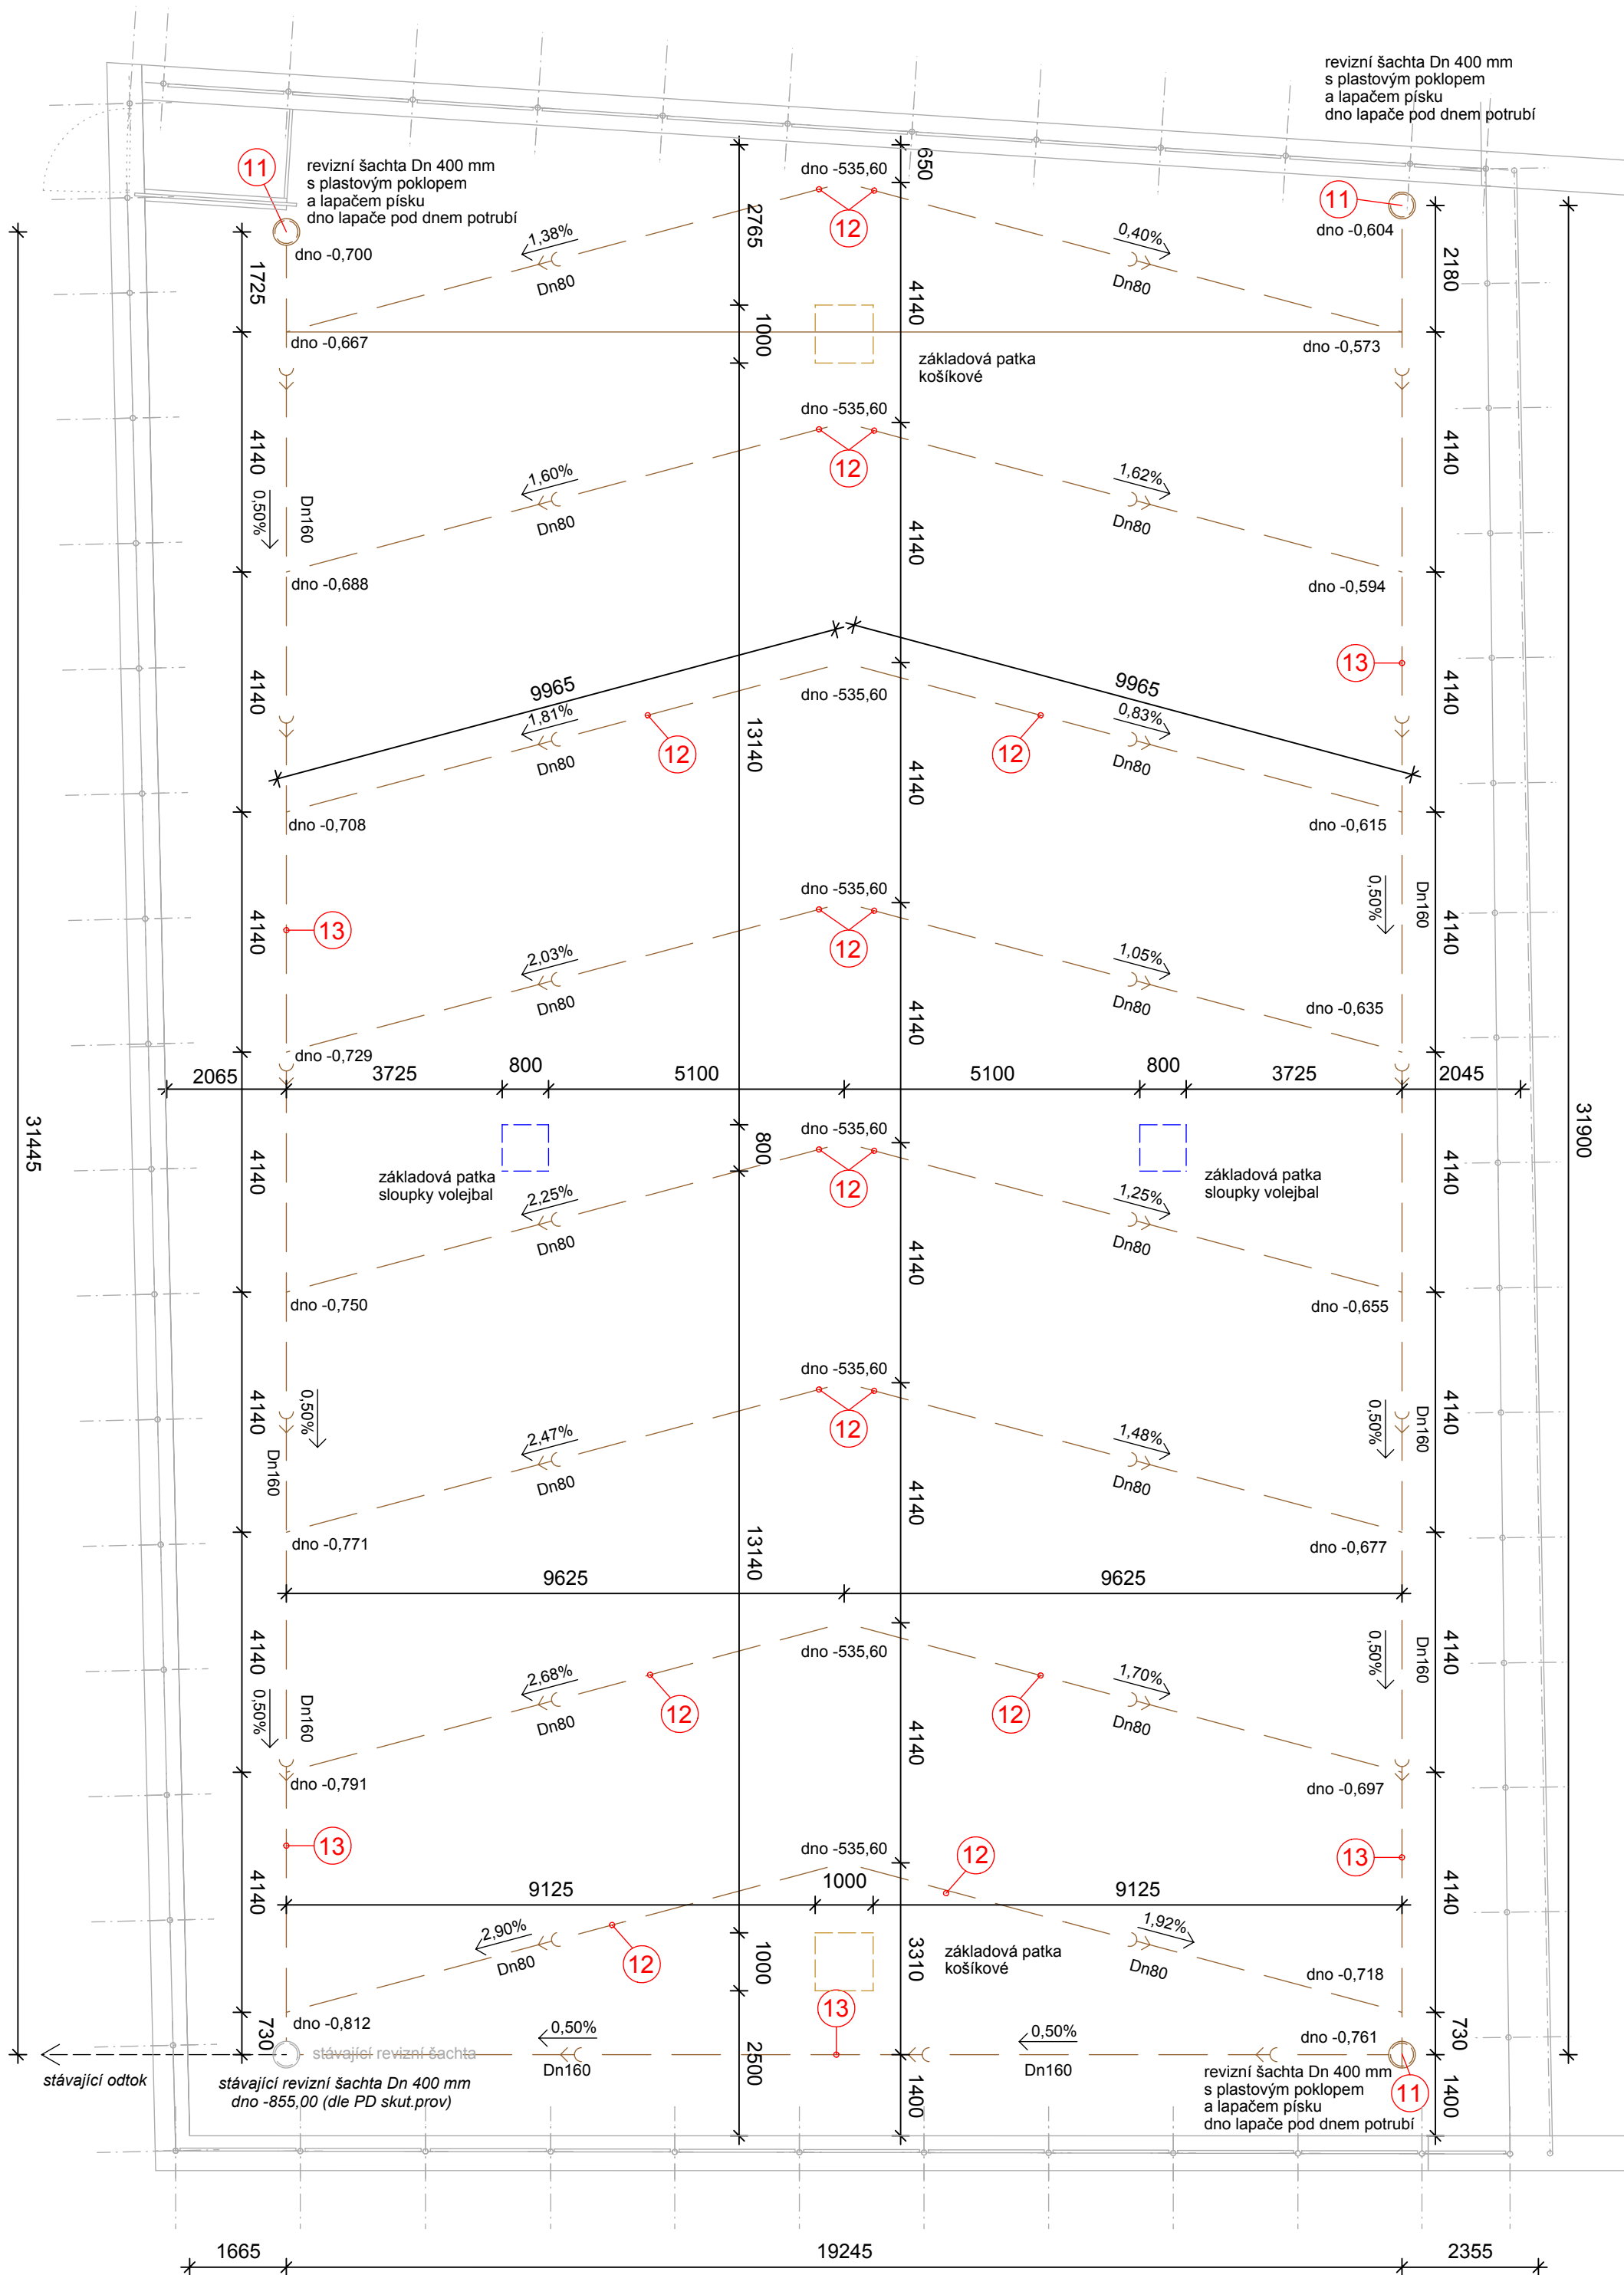 revizní šachta Dn 400 mm
s plastovým poklopem
a lapačem písku
dno lapače pod dnem potrubí
11
revizní šachta Dn 400 mm
s plastovým poklopem
a lapačem písku
dno lapače pod dnem potrubí
11
dno -535,60
650
12
2765
dno -700
dno -0,604
1,38%
Dn80
0,40%
Dn80
1725
4140
2180
1000
dno -0,667
dno -0,573
základová patka
košíkové
dno -535,60
12
4140
0,50%
Dn160
1,60%
Dn80
4140
1,62%
Dn80
4140
dno -0,688
dno -0,594
9965
9965
13
4140
dno -535,60
1,81%
Dn80
12
13140
12
0,83%
Dn80
4140
4140
dno -0,708
dno -0,615
dno -535,60
12
4140
13
0,50%
Dn160
4140
2,03%
Dn80
1,05%
Dn80
4140
dno -0,635
dno -0,729
2065
3725
800
5100
5100
800
3725
2045
31445
31900
dno -535,60
800
12
4140
základová patka
sloupky volejbal
základová patka
sloupky volejbal
4140
2,25%
Dn80
4140
1,25%
Dn80
dno -0,750
dno -0,655
dno -535,60
12
4140
0,50%
Dn160
2,47%
Dn80
1,48%
Dn80
0,50%
Dn160
4140
4140
dno -0,771
13140
dno -0,677
9625
9625
4140
0,50%
Dn160
dno -535,60
2,68%
Dn80
12
12
1,70%
Dn80
0,50%
Dn160
4140
4140
dno -0,791
dno -0,697
13
dno -535,60
12
13
4140
9125
1000
9125
4140
2,90%
Dn80
12
1000
3310
základová patka
košíkové
1,92%
Dn80
dno -0,718
13
dno -0,812
730
0,50%
Dn160
2500
0,50%
Dn160
dno -0,761
730
stávající revizní šachta
stávající odtok
stávající revizní šachta Dn 400 mm
dno -855,00 (dle PD skut.prov)
1400
revizní šachta Dn 400 mm
s plastovým poklopem
a lapačem písku
dno lapače pod dnem potrubí
11
1400
1665
19245
2355